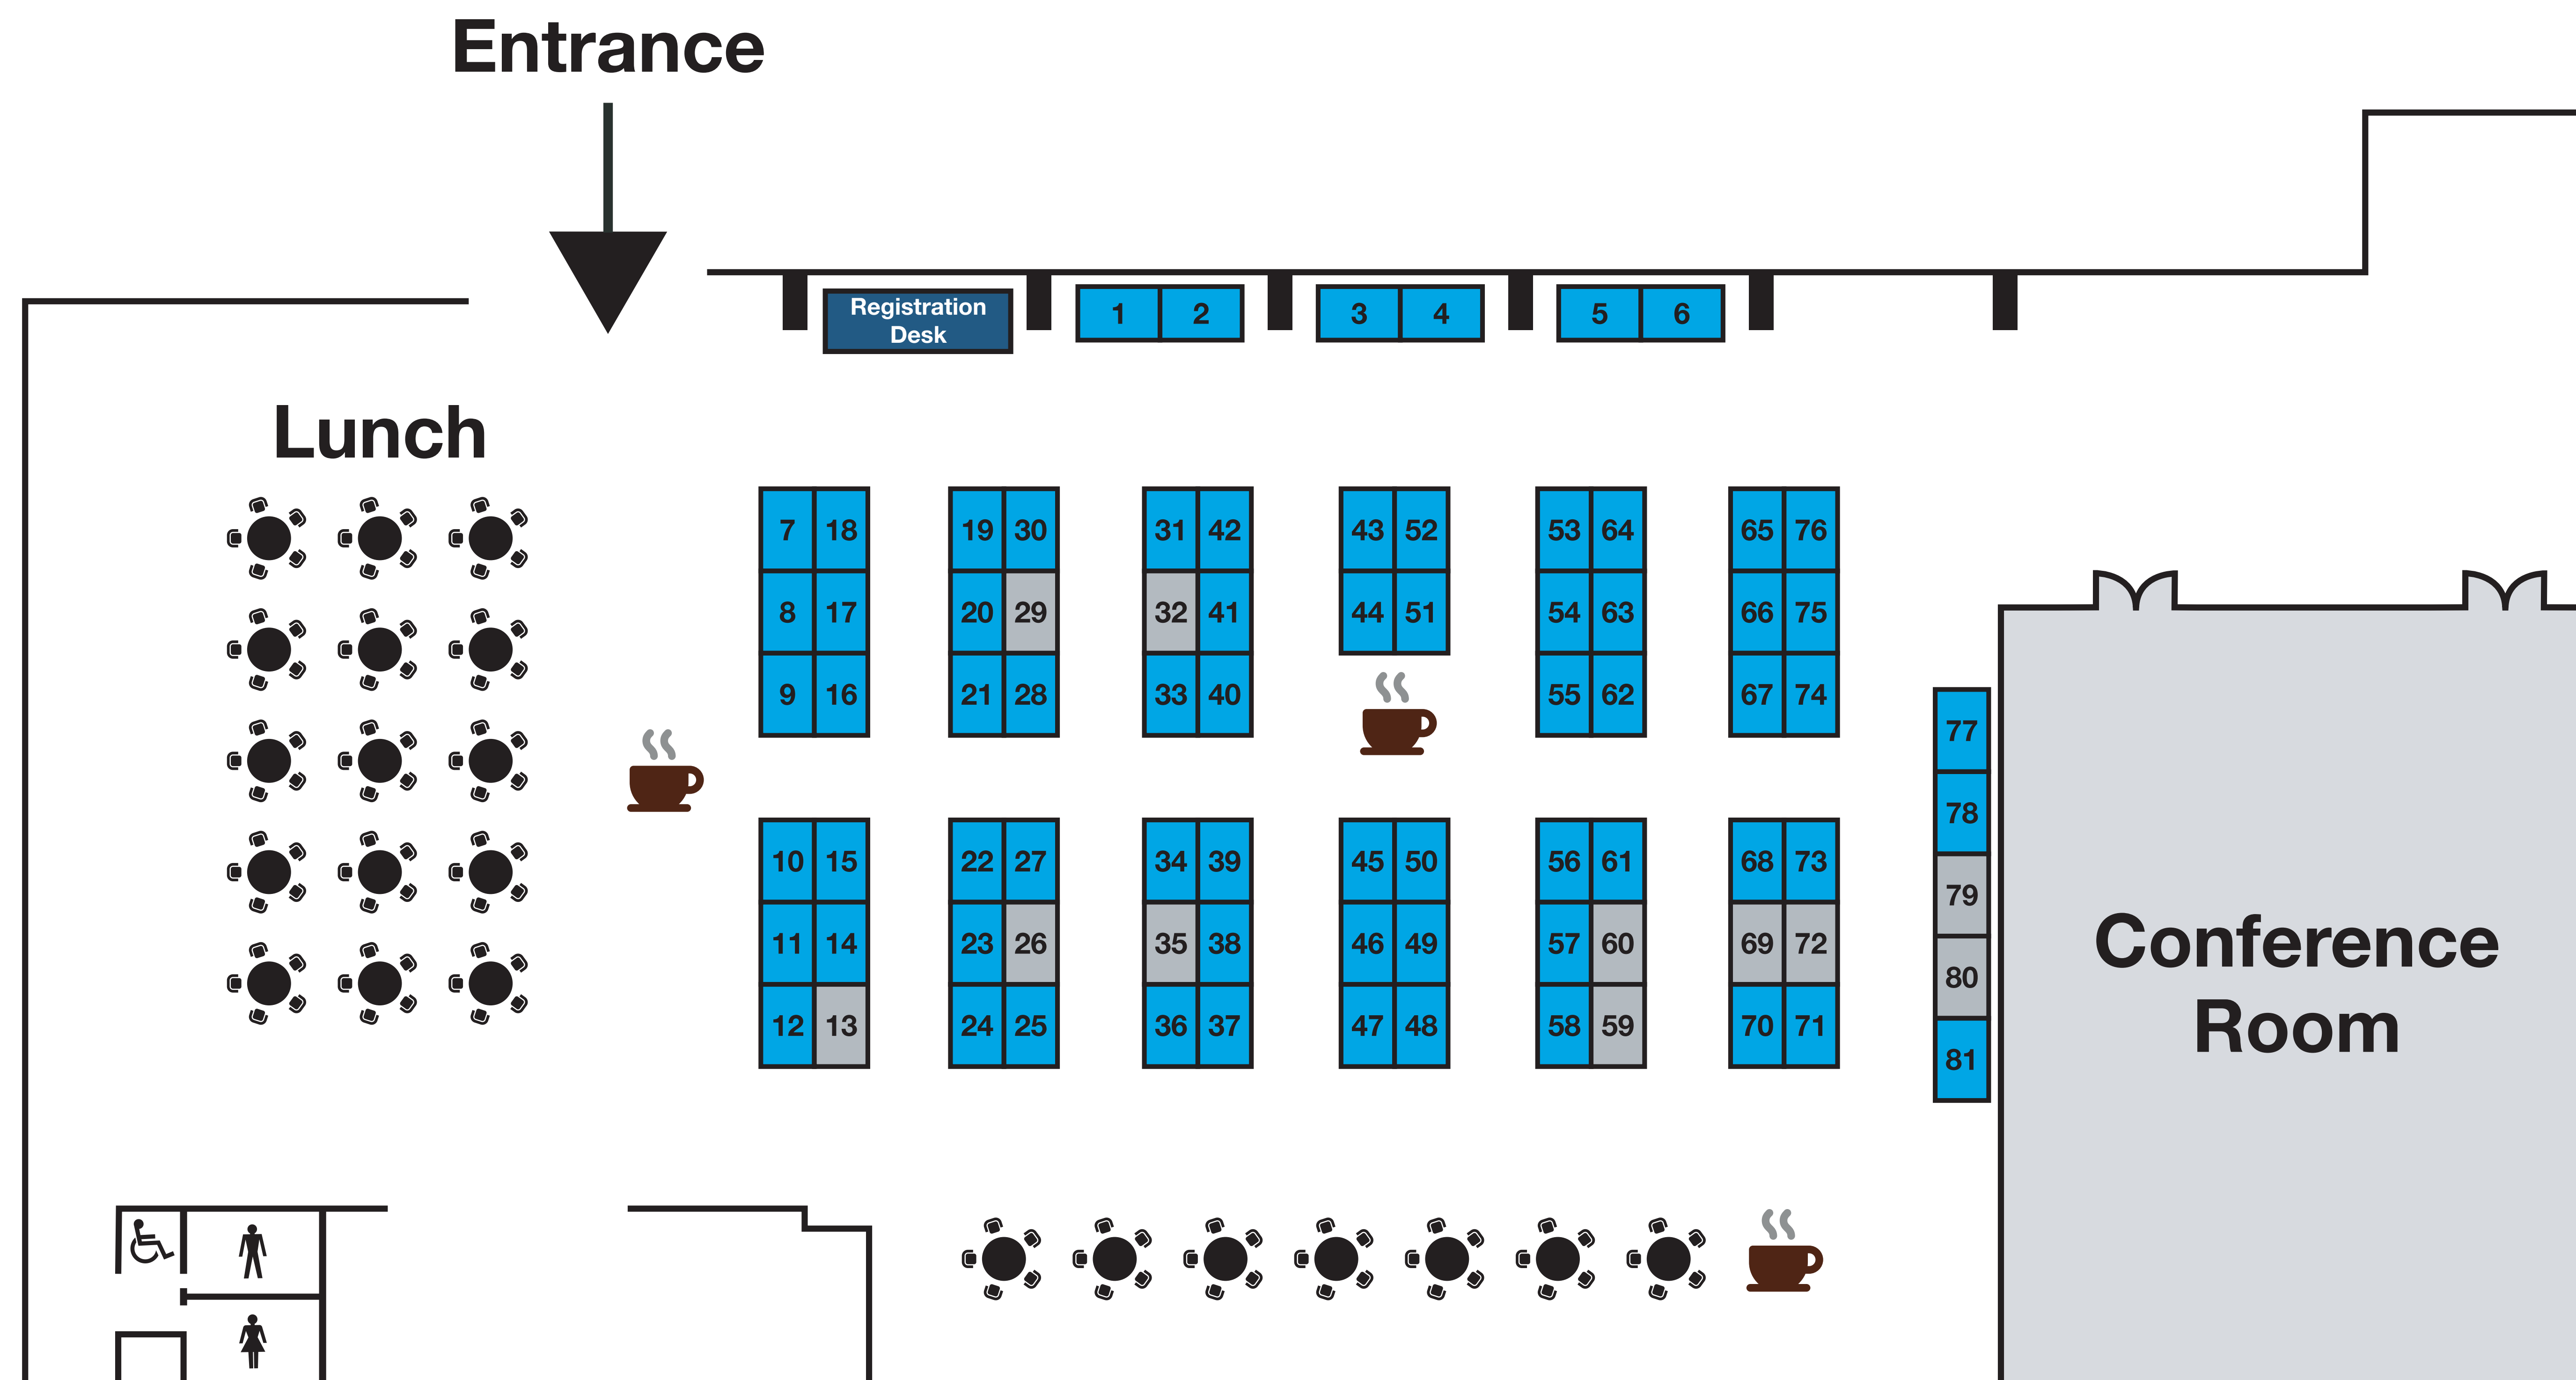 Entrance
Registration
Desk
1 2 3 4 5 6
Lunch
7 18 19 30 31 42 43 52 53 64 65 76
8 17 20 29 32 41 44 51 54 63 66 75
9 16 21 28 33 40 55 62 67 74
77
78
10 15 22 27 34 39 45 50 56 61 68 73
79
11 14 23 26 35 38 46 49 57 60 69 72
80
12 13 24 25 36 37 47 48 58 59 70 71
81
Conference
Room